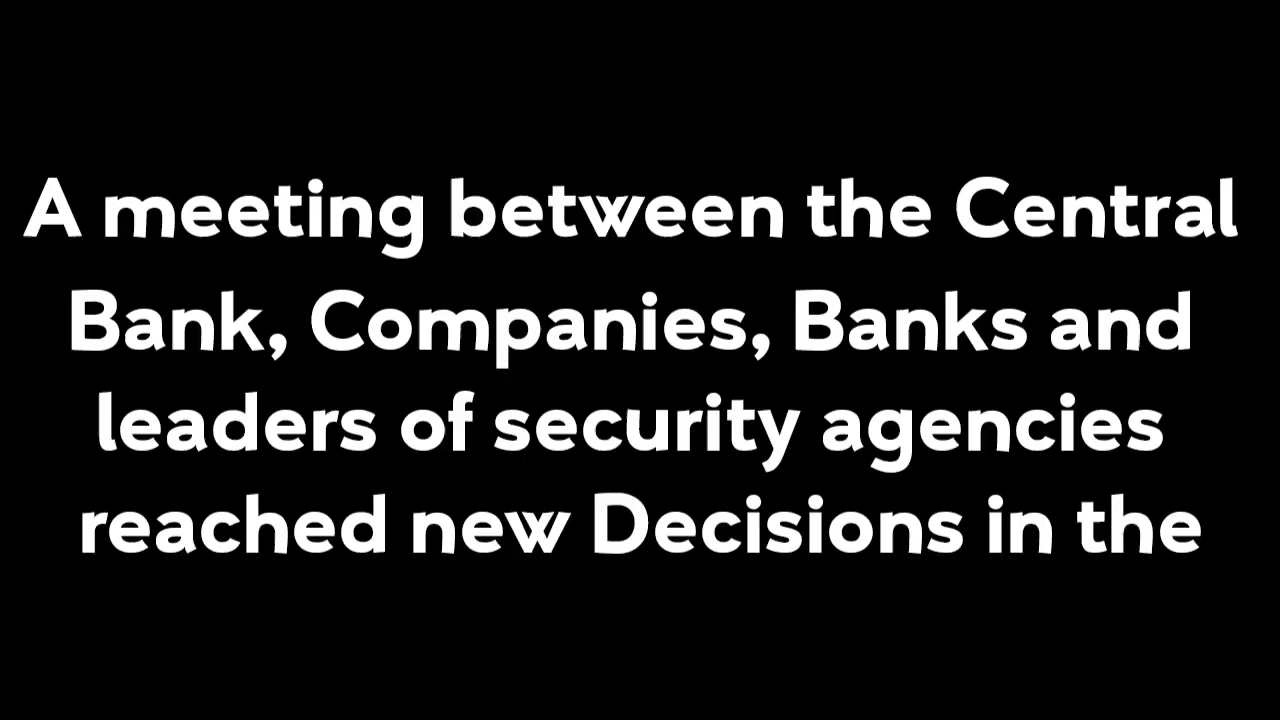 A meeting between the Central
Bank, Companies, Banks and
leaders of security agencies
reached new Decisions in the